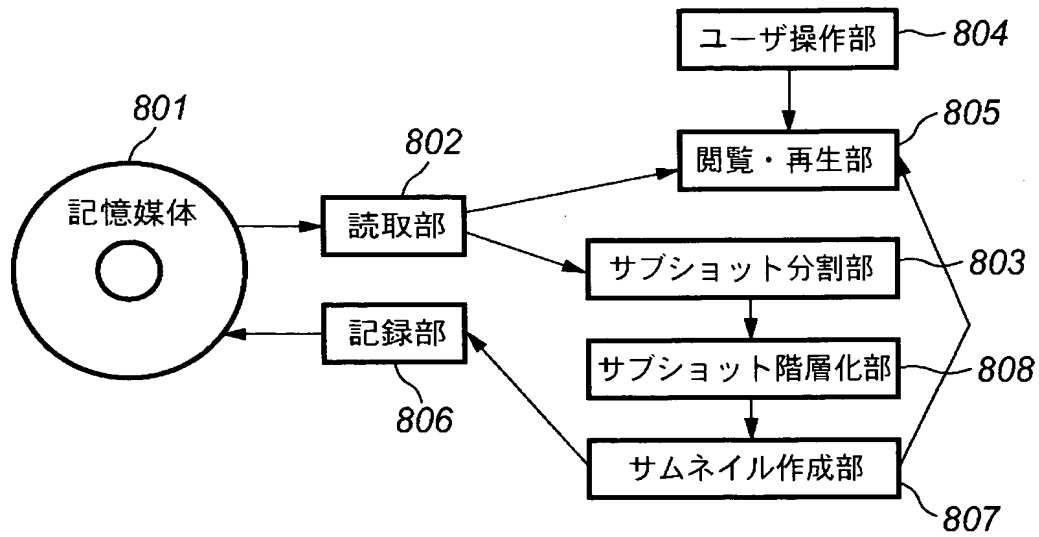 ユーザ操作部
804
801
805
802
閲覧・再生部
記憶媒体
読取部
サブショット分割部
803
記録部
サブショット階層化部
808
806
サムネイル作成部
807